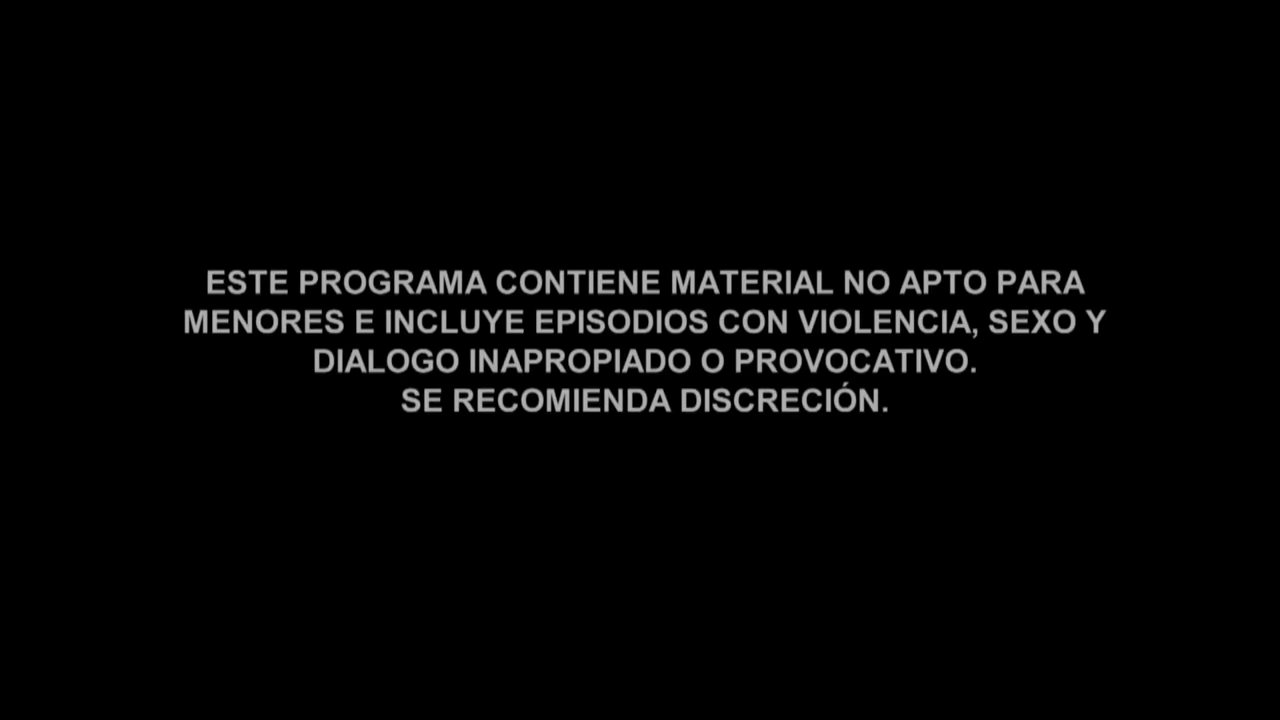 ESTE PROGRAMA CONTIENE MATERIAL NO APTO PARA
MENORES E INCLUYE EPISODIOS CON VIOLENCIA, SEXO Y
DIALOGO INAPROPIADO O PROVOCATIVO.
SE RECOMIENDA DISCRECIÓN.